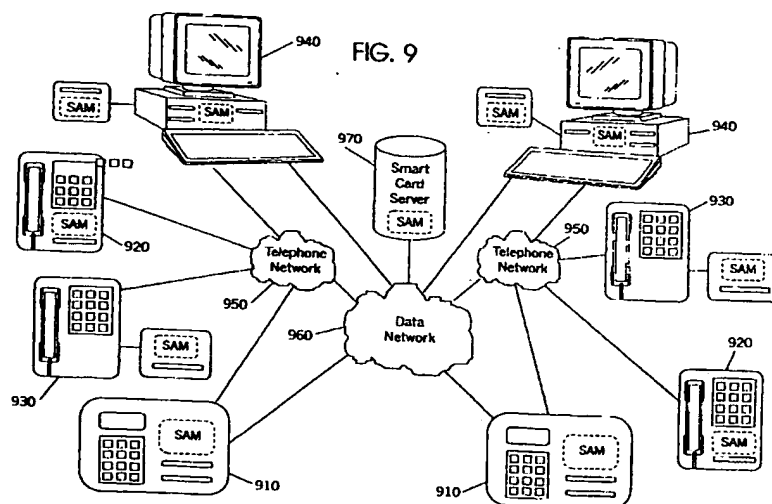 FIG. 9
940
SAM
SAM
SAM
SAM
940
970
Smart
Card
Server
SAM
930
SAM
920
SAM
Telephone
Network
950
950
Telephone
Network
SAM
960
Data
Network
930
SAM
920
SAM
SAM
910
SAM
910